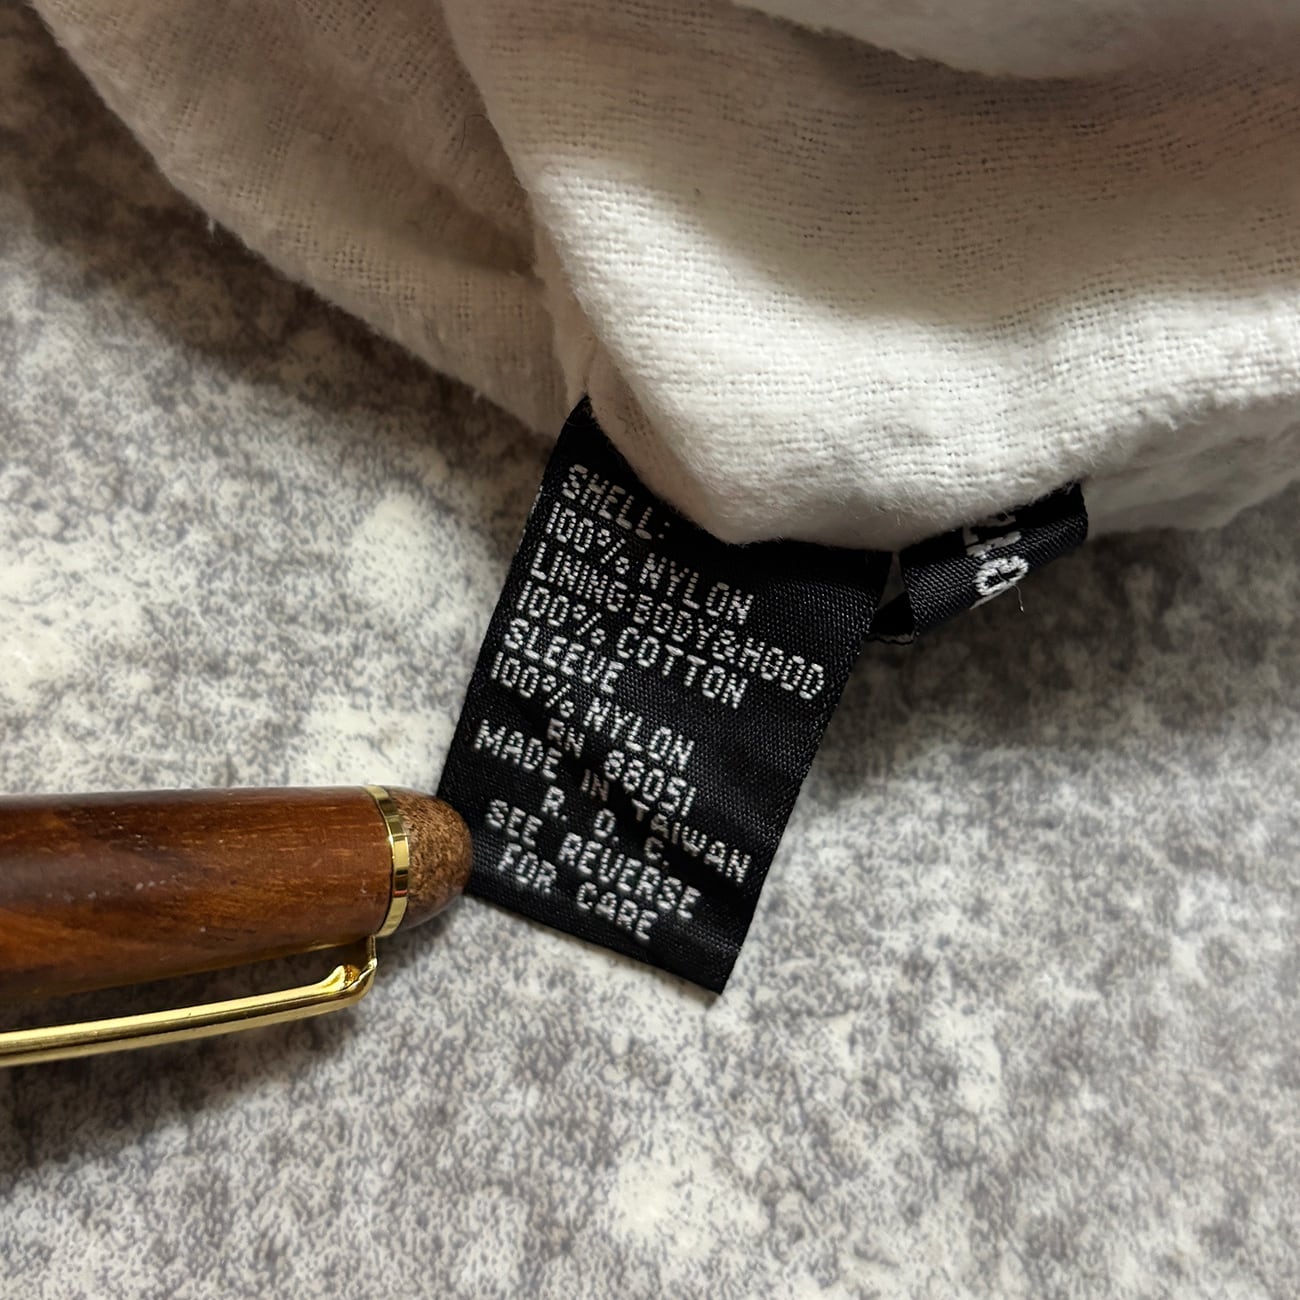 SHELL:
100% NYLON
LINING:BODY&HOOD
100% COTTON
SLEEVE
100% NYLON
RN 88051
MADE IN TAIWAN
R. O. C.
SEE REVERSE
FOR CARE